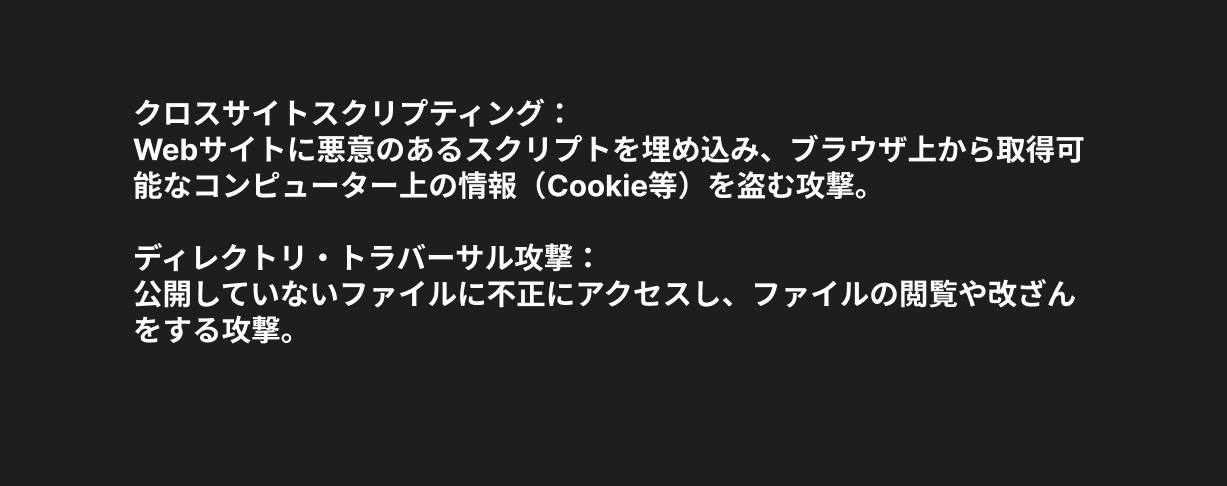 クロスサイトスクリプティング：
Webサイトに悪意のあるスクリプトを埋め込み、ブラウザ上から取得可
能なコンピューター上の情報（Cookie等）を盗む攻撃。
ディレクトリ・トラバーサル攻撃：
公開していないファイルに不正にアクセスし、ファイルの閲覧や改ざん
をする攻撃。